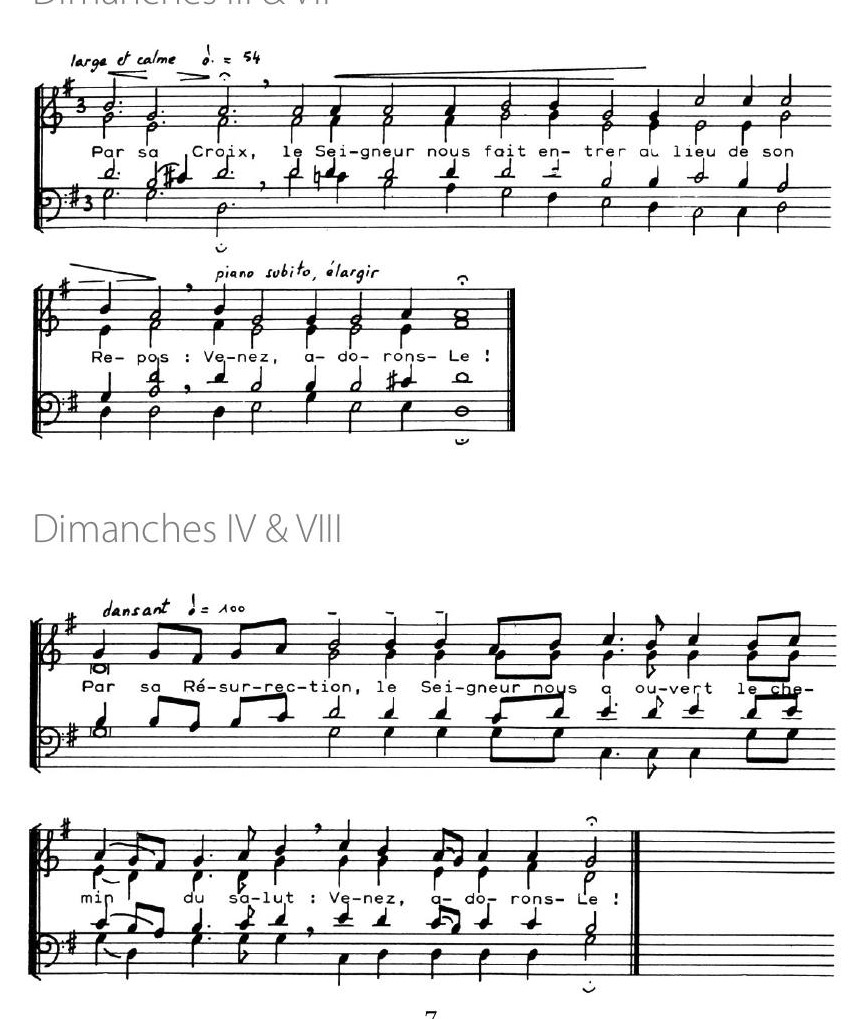 Dimanches III & VII
large et calme = 54
3
Par sa Croix, le Sei-gneur nous fait en- trer au lieu de son
3
piano subito, élargir
Re- pos : Ve-nez, a- do- rons- Le !
Dimanches IV & VIII
dansant = 100
Par sa Ré-sur-rec-tion, le Sei-gneur nous a ou-vert le che-
min du sa-lut : Ve-nez, a- do- rons- Le !
7